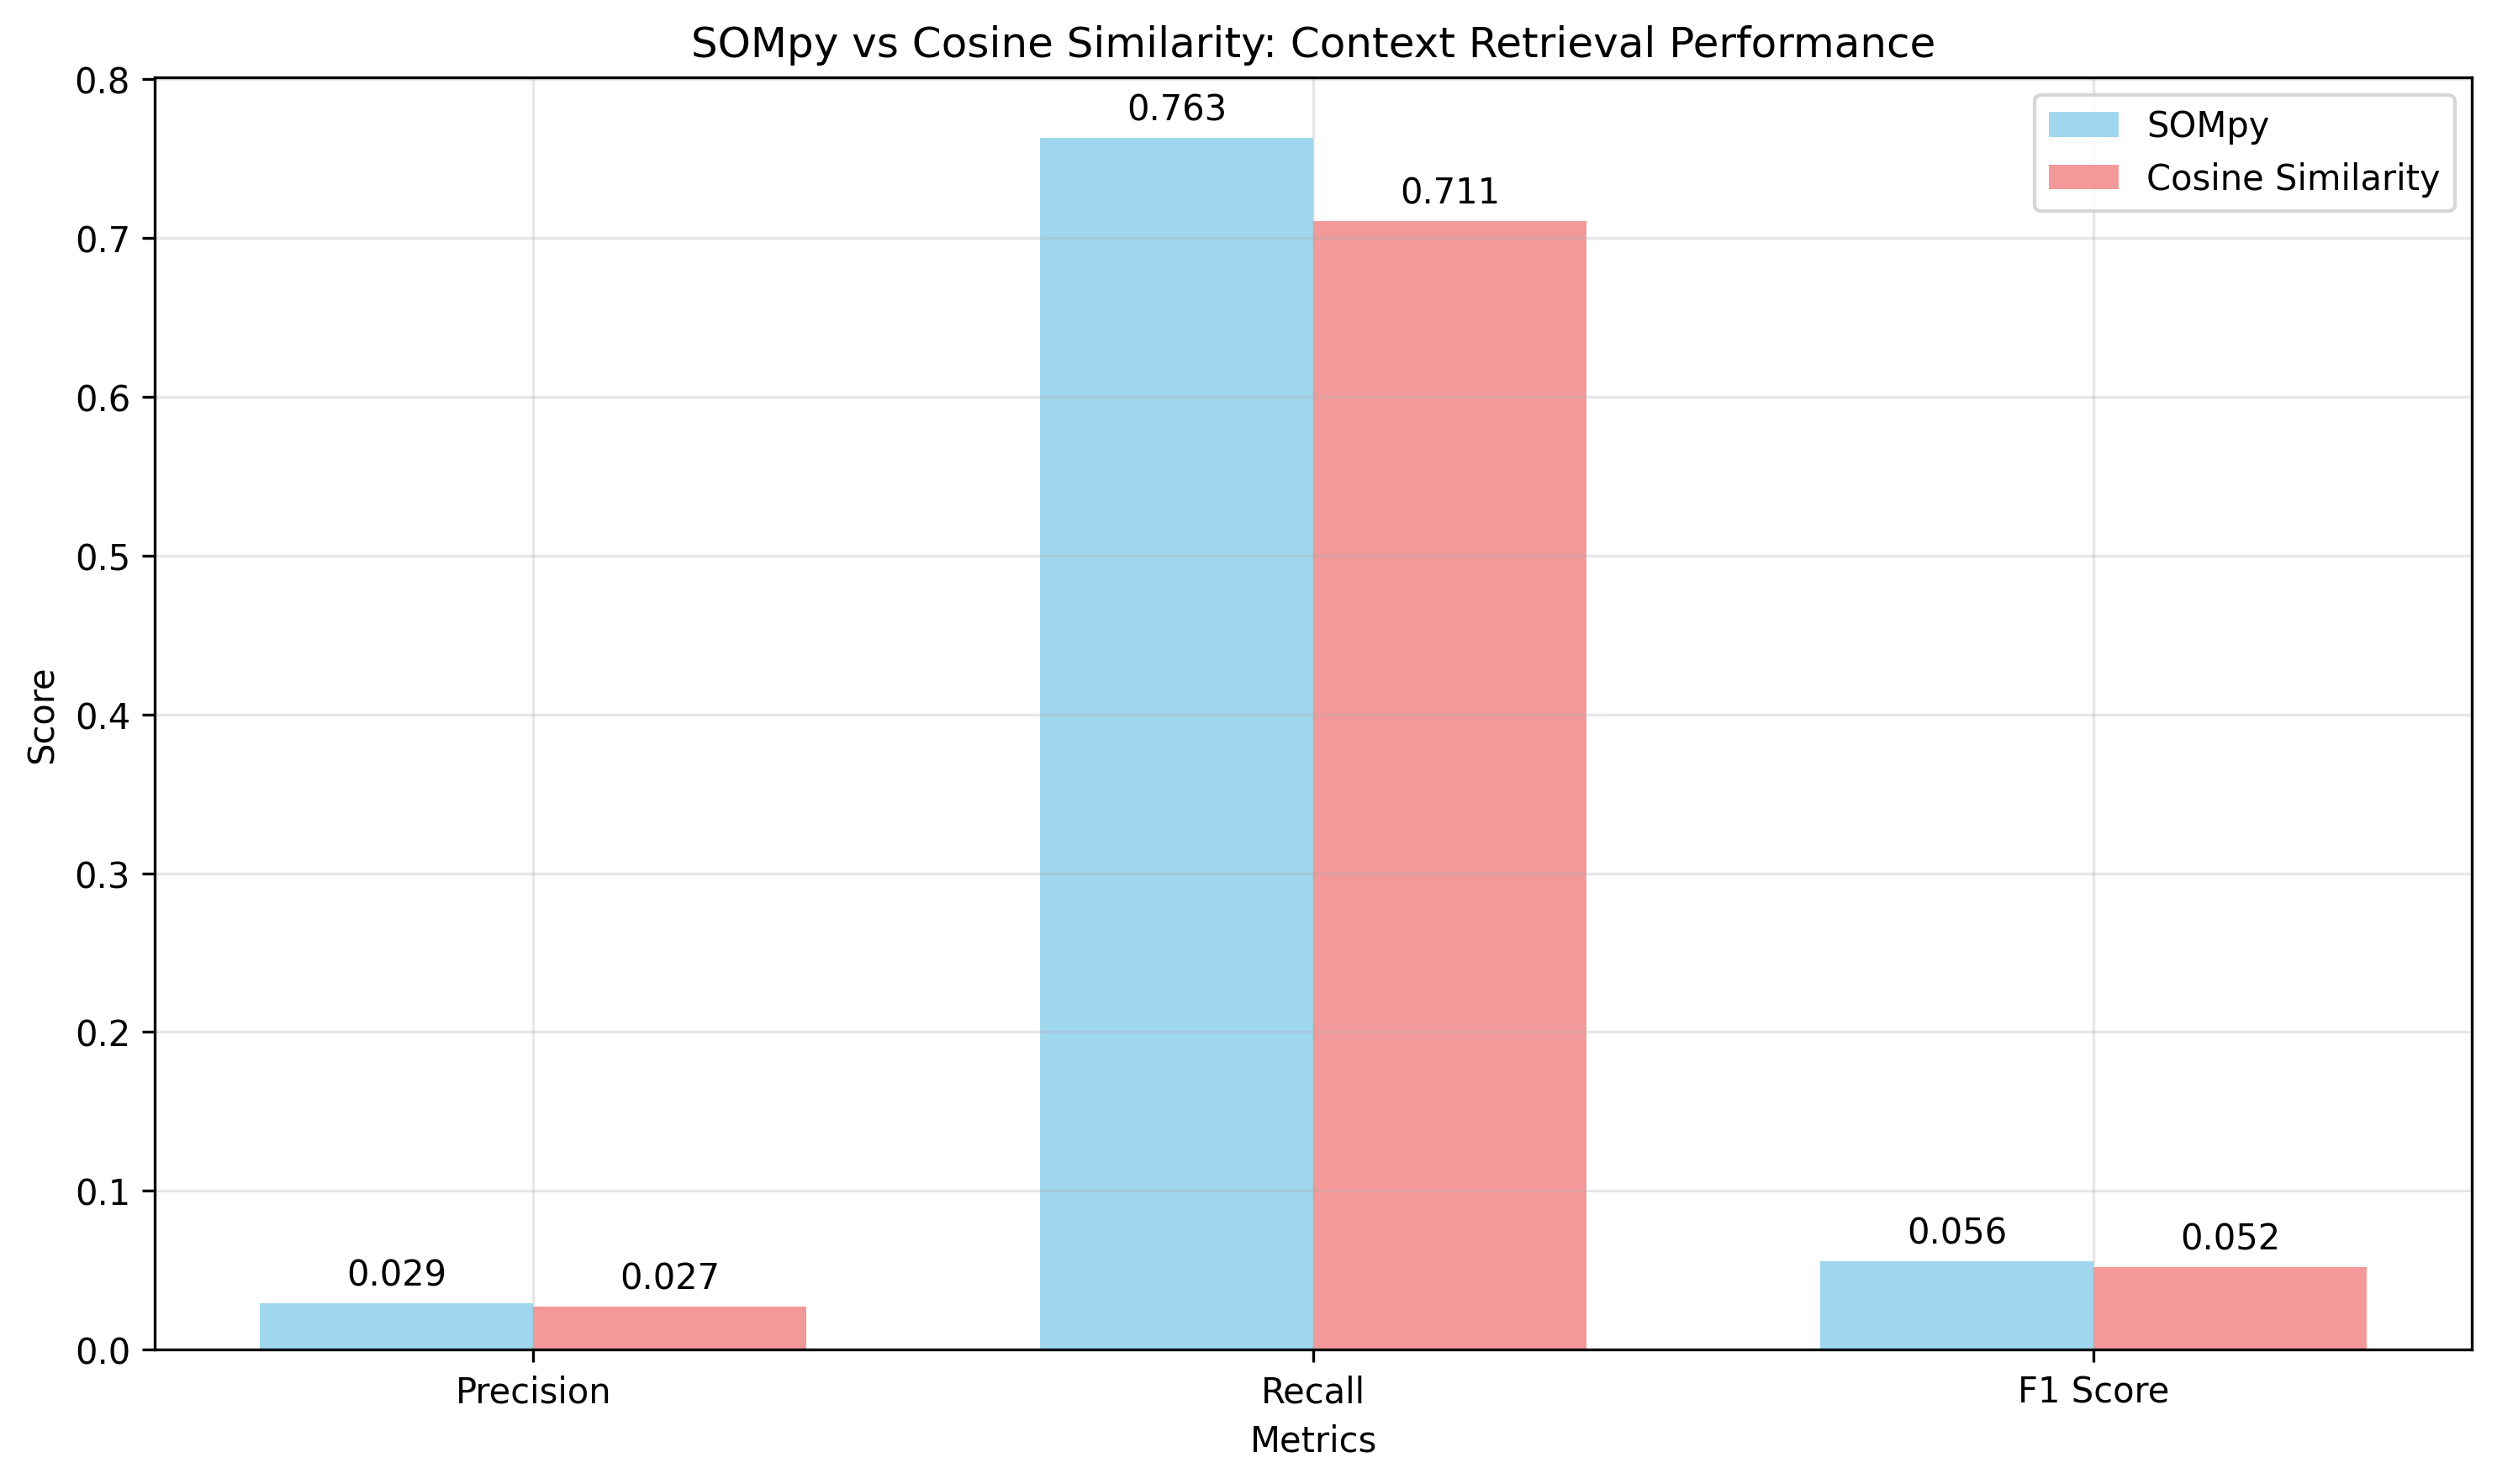 SOMpy vs Cosine Similarity: Context Retrieval Performance
SOMpy
Cosine Similarity
Score
0.8
0.7
0.6
0.5
0.4
0.3
0.2
0.1
0.0
0.029
0.027
0.763
0.711
0.056
0.052
Precision
Recall
F1 Score
Metrics